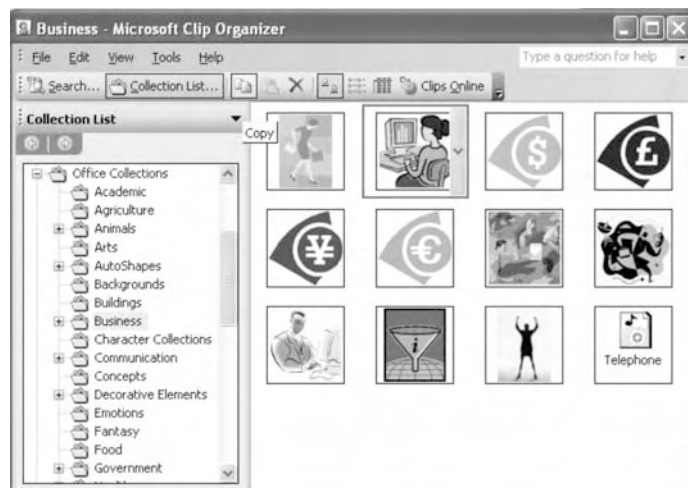 Business - Microsoft Clip Organizer
File Edit View Tools Help
Type a question for help
Search... Collection List... Clips Online
Collection List
Copy
Office Collections
Academic
Agriculture
Animals
Arts
AutoShapes
Backgrounds
Buildings
Business
Character Collections
Communication
Concepts
Decorative Elements
Emotions
Fantasy
Food
Government
$
£
¥
€
i
Telephone